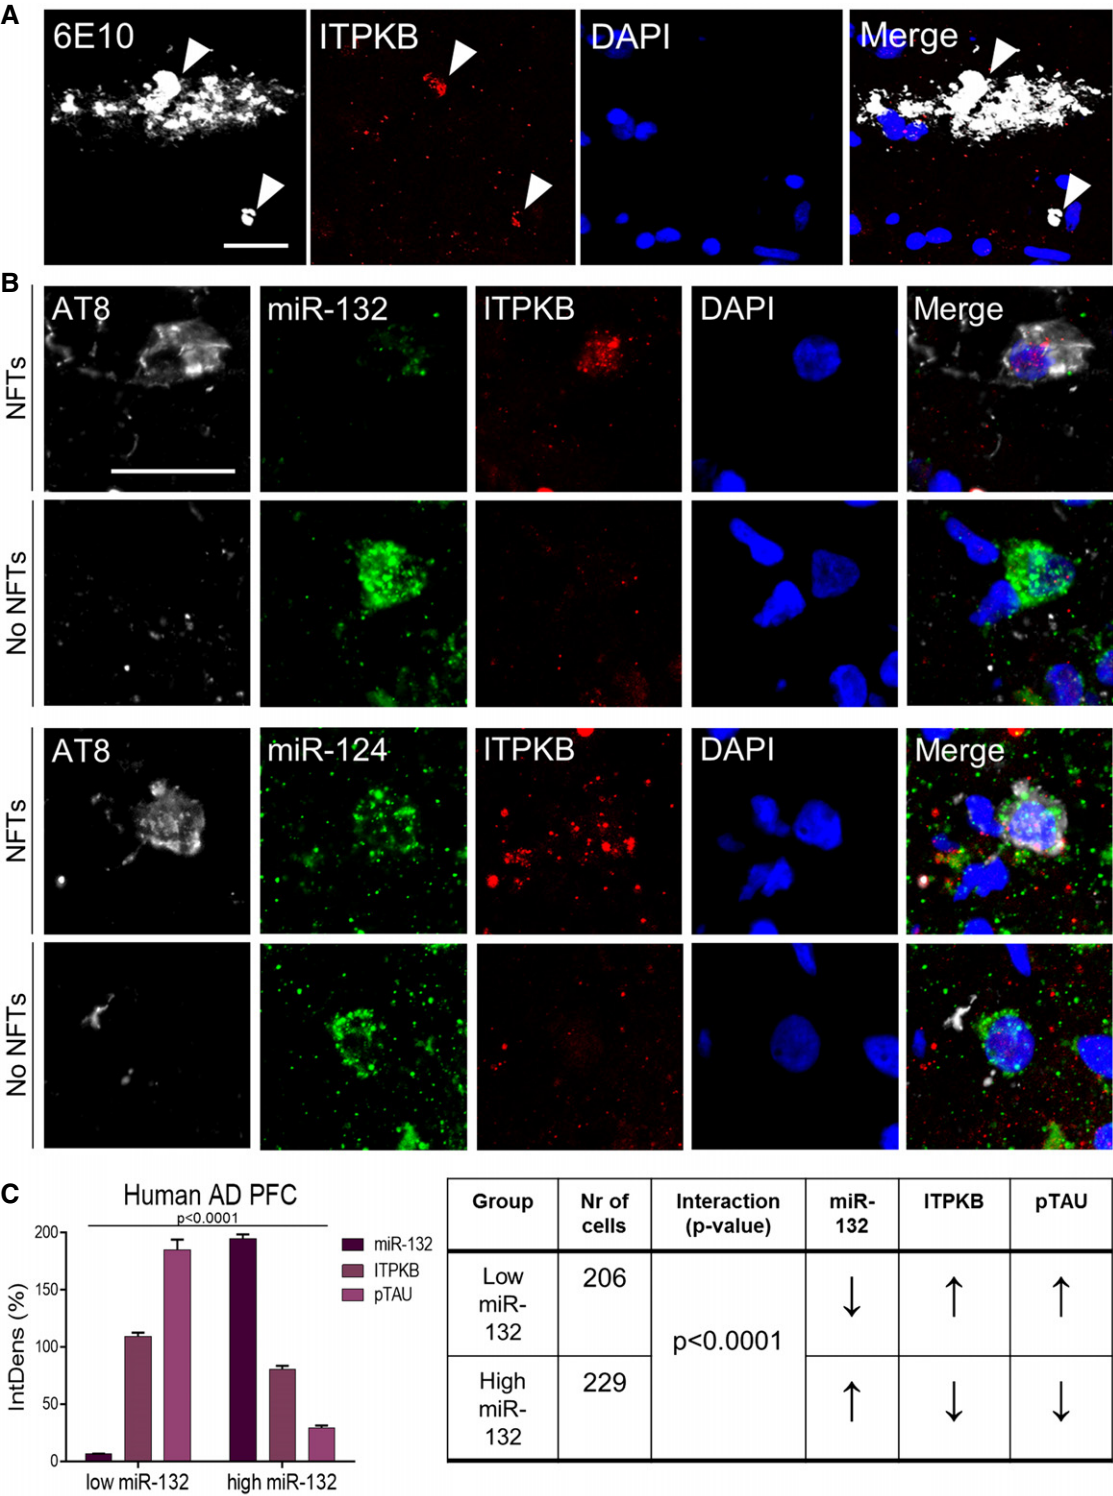 A
6E10
ITPKB
DAPI
Merge
B
NFTs
AT8
miR-132
ITPKB
DAPI
Merge
No NFTs
NFTs
AT8
miR-124
ITPKB
DAPI
Merge
No NFTs
C
Human AD PFC
p<0.0001
IntDens (%)
200
150
100
50
0
low miR-132
high miR-132
miR-132
ITPKB
pTAU
Group
Nr of
cells
Interaction
(p-value)
miR-
132
ITPKB
pTAU
Low
miR-
132
206
p<0.0001
↓
↑
↑
High
miR-
132
229
↑
↓
↓